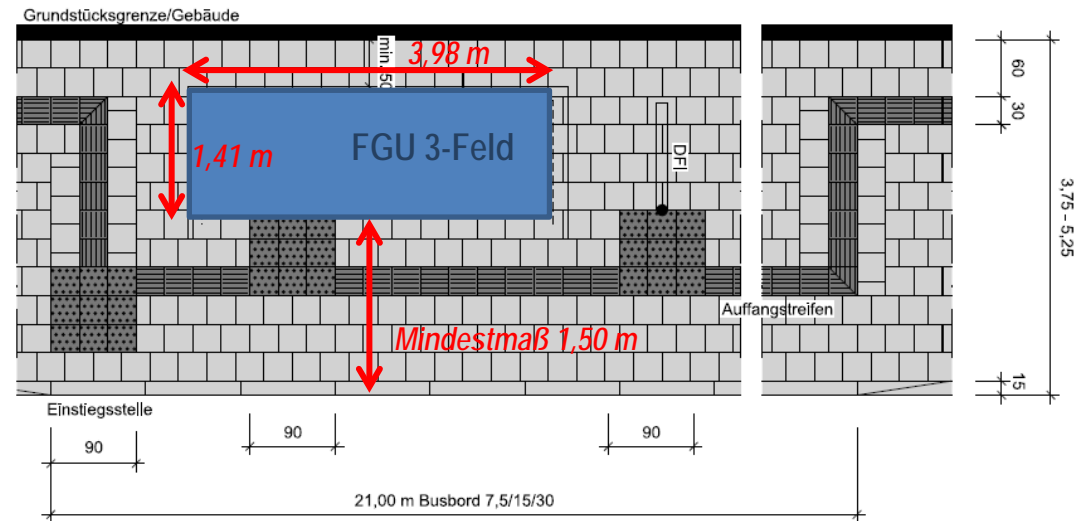 Grundstücksgrenze/Gebäude
min. 50
3,98 m
60
30
1,41 m
FGU 3-Feld
DFI
3,75 – 5,25
Auffangstreifen
Mindestmaß 1,50 m
15
Einstiegsstelle
90
90
90
21,00 m Busbord 7,5/15/30